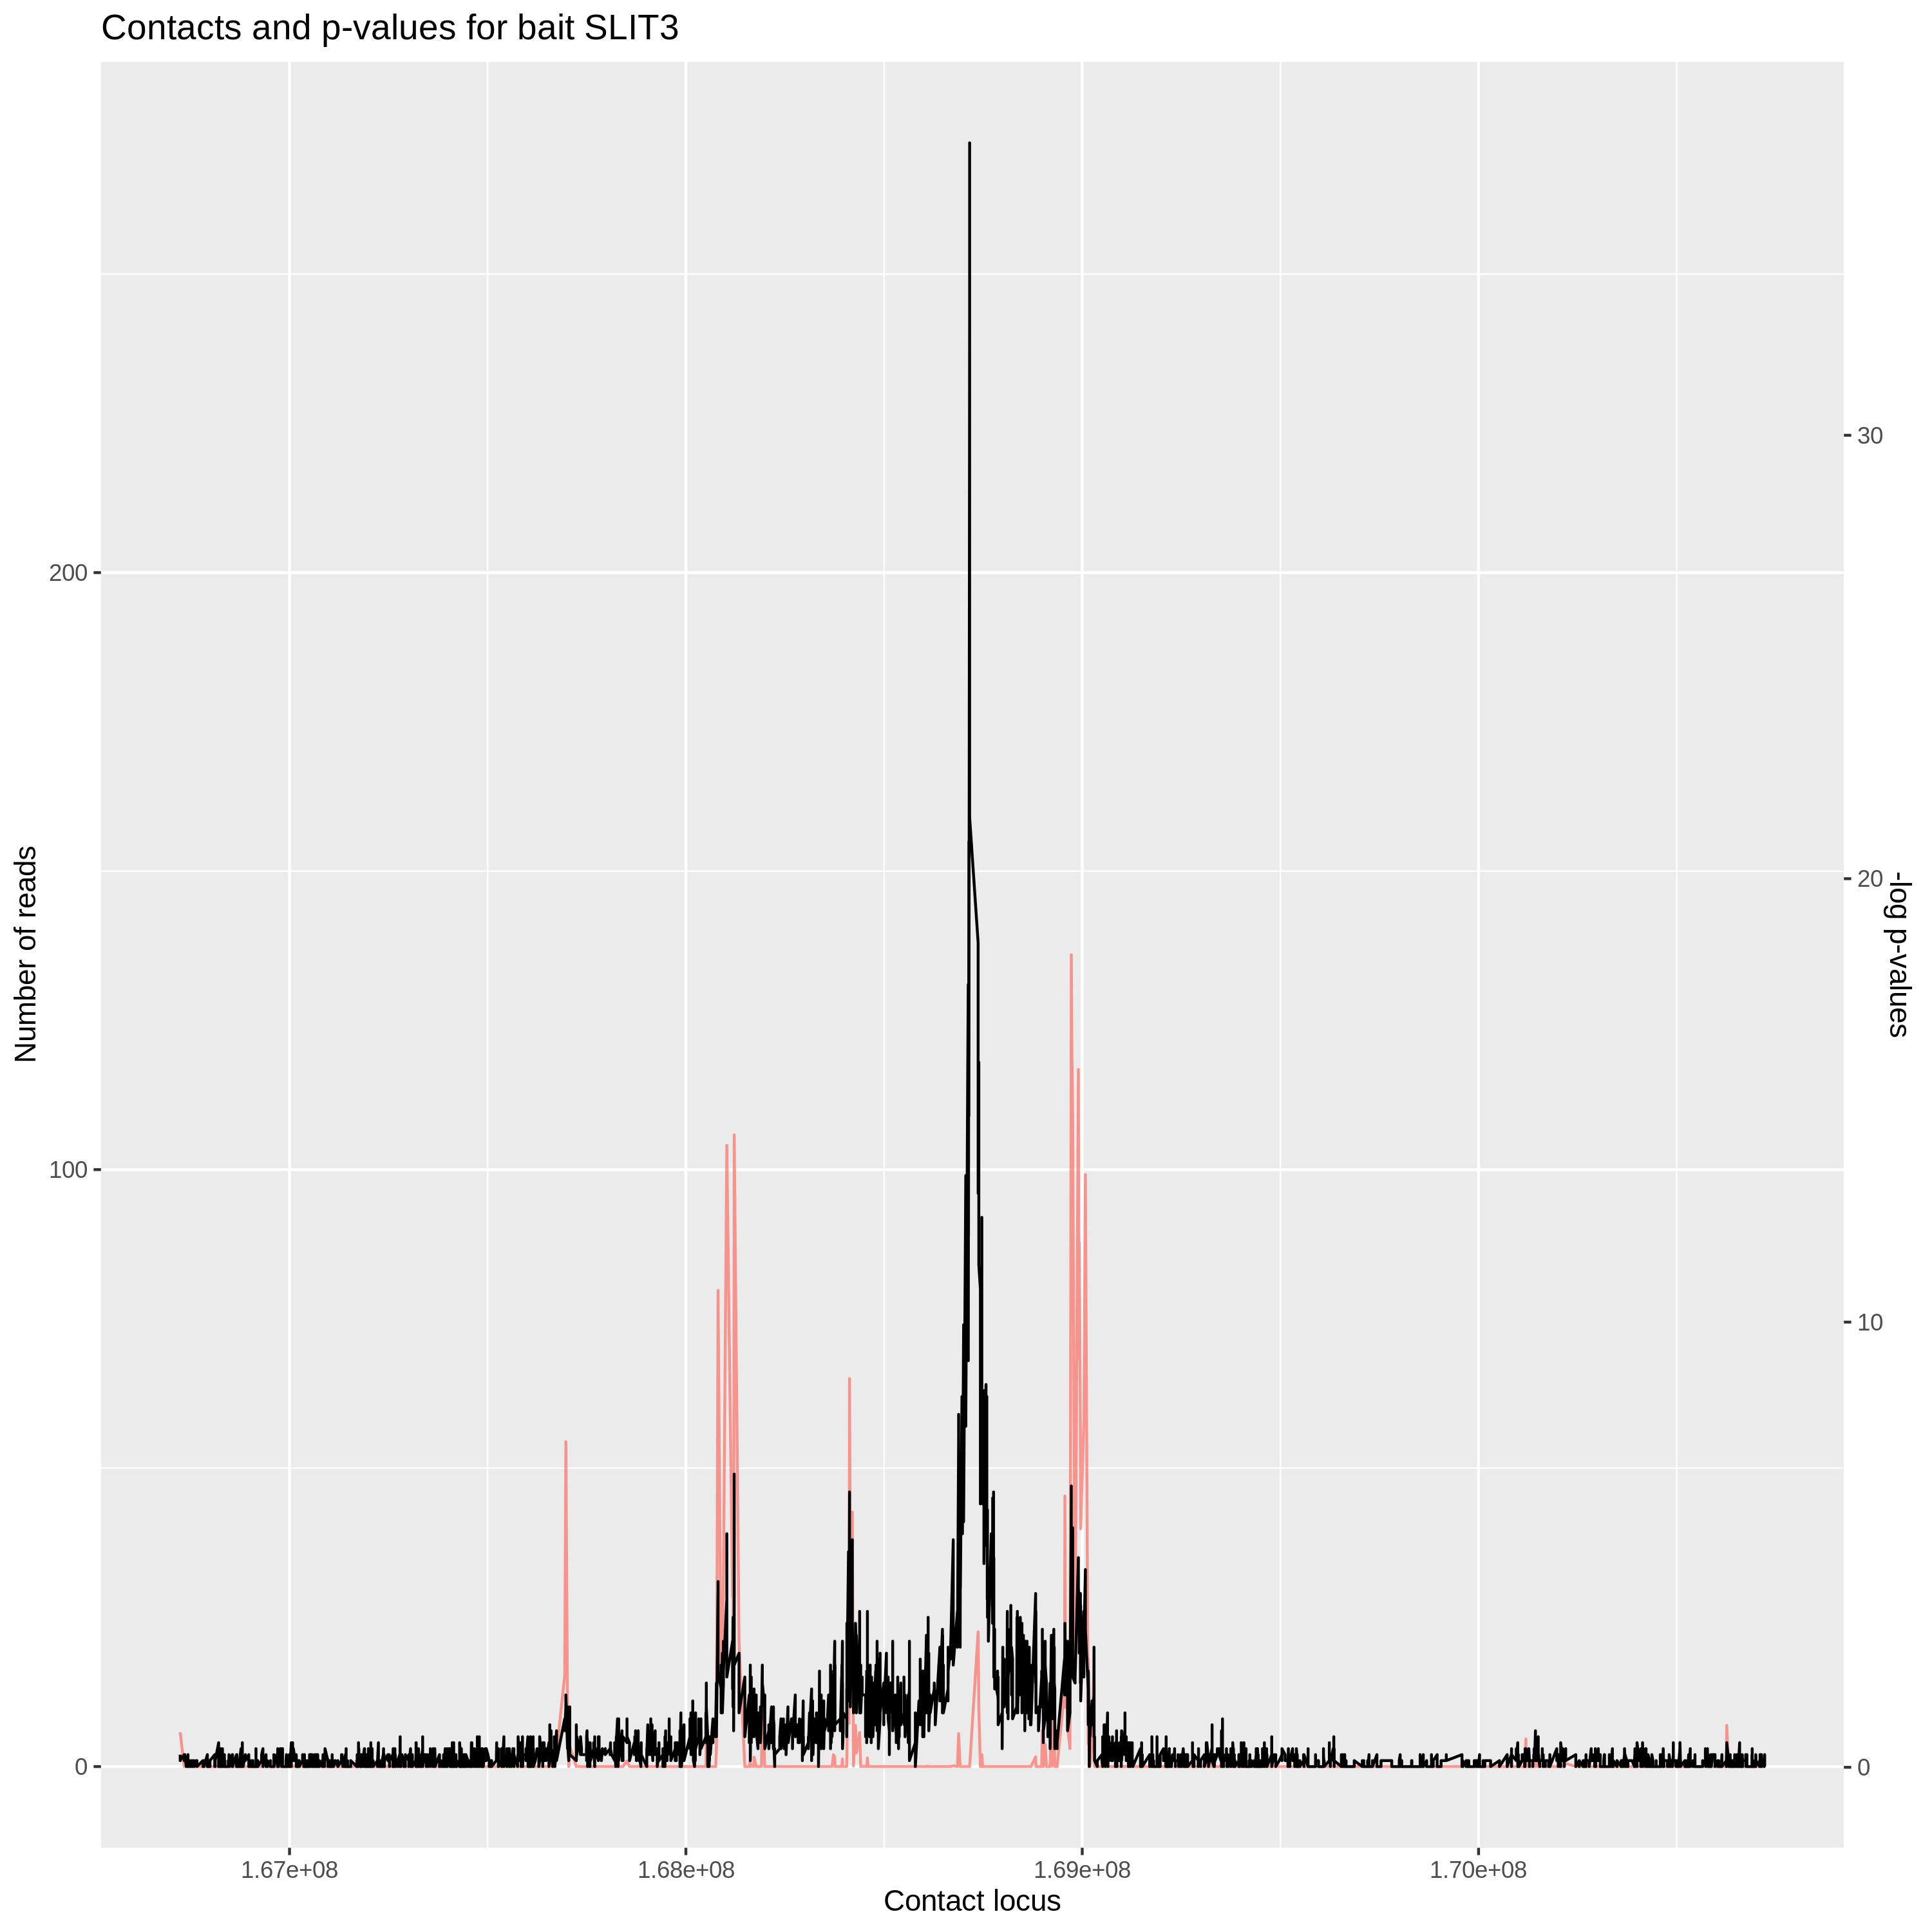 Contacts and p-values for bait SLIT3
Number of reads
200
100
0
30
20
10
0
-log p-values
1.67e+08
1.68e+08
1.69e+08
1.70e+08
Contact locus